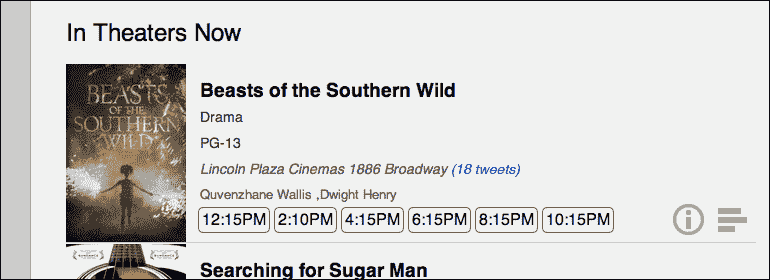 In Theaters Now
BEASTS
OF THE
SOUTHERN
WILD
Beasts of the Southern Wild
Drama
PG-13
Lincoln Plaza Cinemas 1886 Broadway (18 tweets)
Quvenzhane Wallis ,Dwight Henry
12:15PM 2:10PM 4:15PM 6:15PM 8:15PM 10:15PM
Searching for Sugar Man